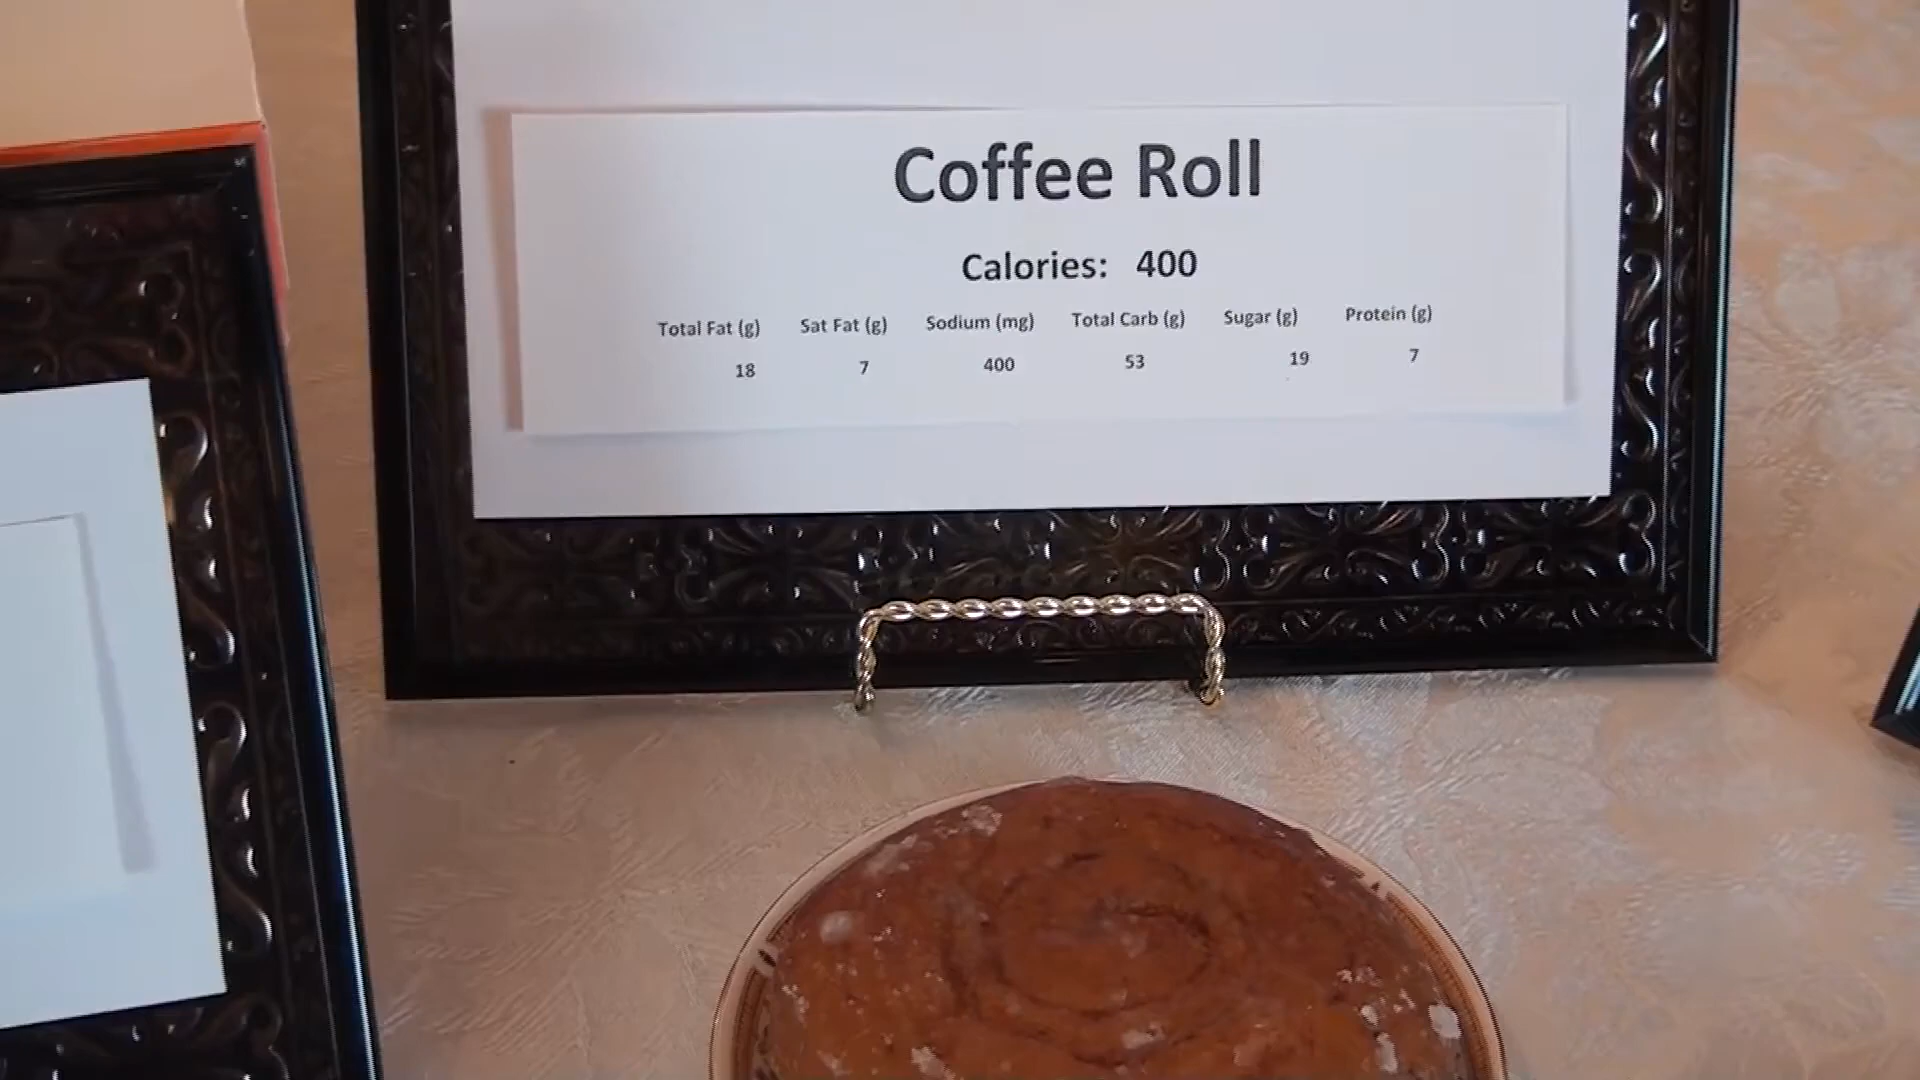 Coffee Roll
Calories: 400
Total Fat (g) Sat Fat (g) Sodium (mg) Total Carb (g) Sugar (g) Protein (g)
18 7 400 53 19 7